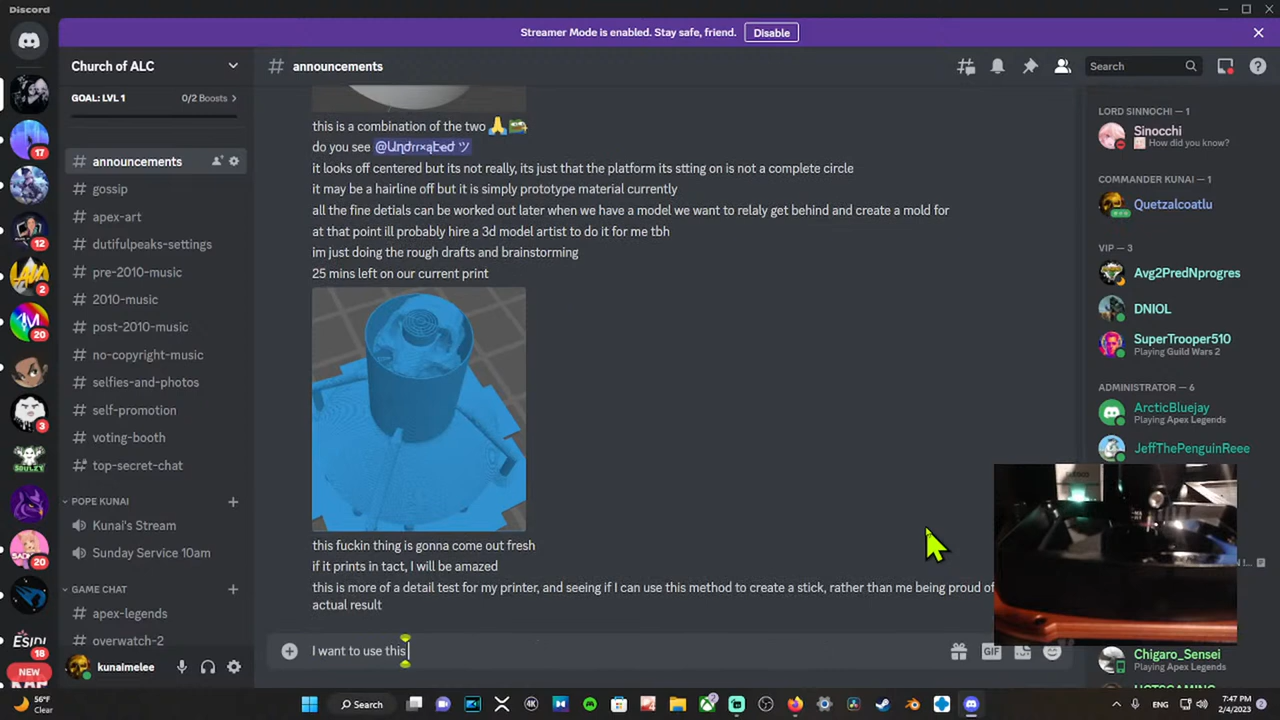 Discord
Streamer Mode is enabled. Stay safe, friend.
Disable
Church of ALC
announcements
Search
GOAL: LVL 1
0/2 Boosts
announcements
gossip
apex-art
dutifulpeaks-settings
pre-2010-music
2010-music
post-2010-music
no-copyright-music
selfies-and-photos
self-promotion
voting-booth
top-secret-chat
POPE KUNAI
Kunai's Stream
Sunday Service 10am
GAME CHAT
apex-legends
overwatch-2
kunaimelee
17
12
2
20
3
20
ESIDI
18
NEW
this is a combination of the two
do you see
it looks off centered but its not really, its just that the platform its stting on is not a complete circle
it may be a hairline off but it is simply prototype material currently
all the fine detials can be worked out later when we have a model we want to relaly get behind and create a mold for
at that point ill probably hire a 3d model artist to do it for me tbh
im just doing the rough drafts and brainstorming
25 mins left on our current print
this fuckin thing is gonna come out fresh
if it prints in tact, I will be amazed
this is more of a detail test for my printer, and seeing if I can use this method to create a stick, rather than me being proud of
actual result
I want to use this
GIF
LORD SINNOCHI — 1
Sinocchi
How did you know?
COMMANDER KUNAI — 1
Quetzalcoatlu
VIP — 3
Avg2PredNprogres
DNIOL
SuperTrooper510
Playing Guild Wars 2
ADMINISTRATOR — 6
ArcticBluejay
Playing Apex Legends
JeffThePenguinReee
Chigaro_Sensei
Playing Apex Legends
56°F
Clear
Search
ENG
7:47 PM
2/4/2023